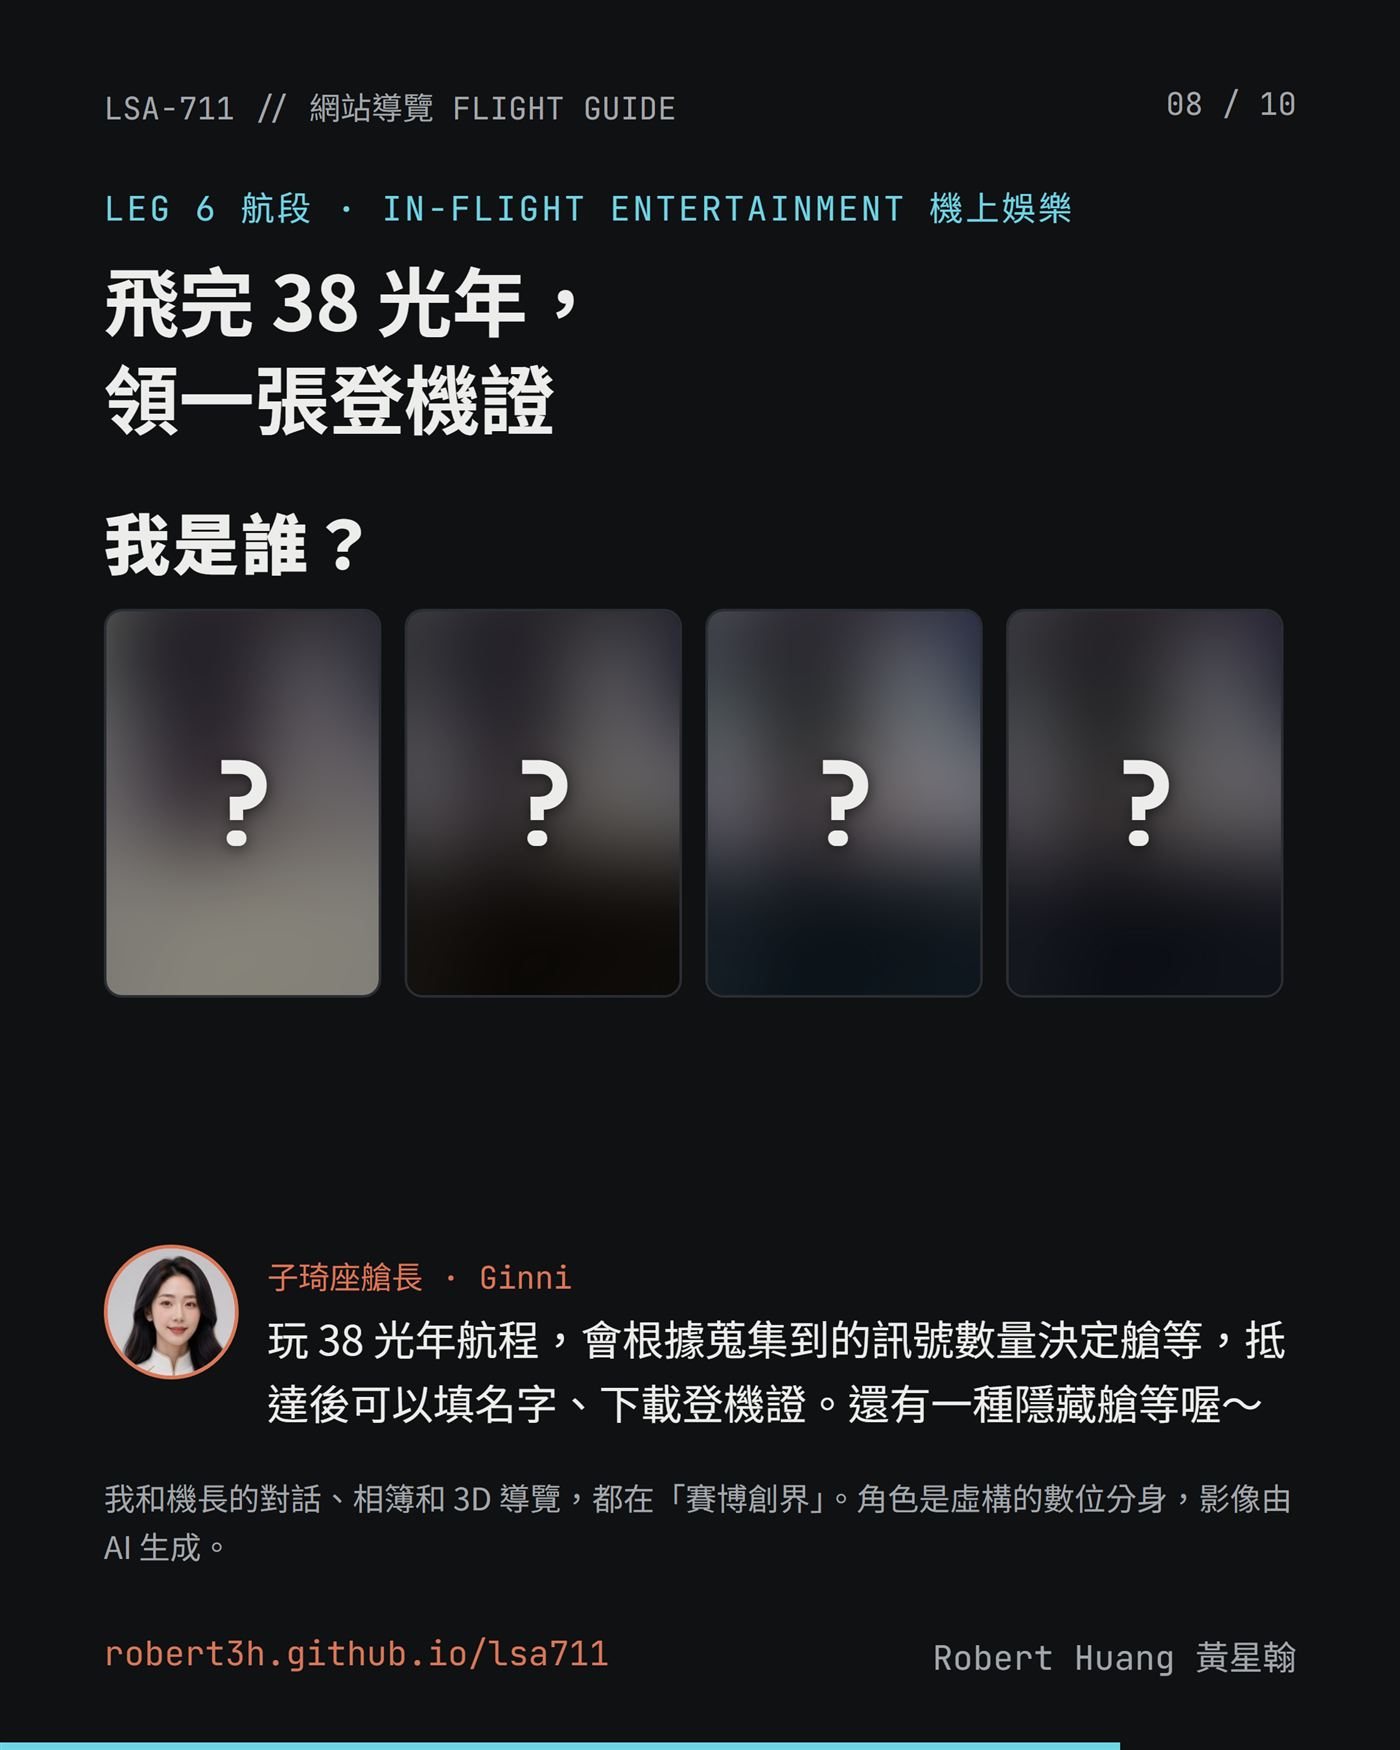 LSA-711 // 網站導覽 FLIGHT GUIDE
08 / 10
LEG 6 航段 · IN-FLIGHT ENTERTAINMENT 機上娛樂
飛完 38 光年，
領一張登機證
我是誰？
? ? ? ?
子琦座艙長 · Ginni
玩 38 光年航程，會根據蒐集到的訊號數量決定艙等，抵
達後可以填名字、下載登機證。還有一種隱藏艙等喔～
我和機長的對話、相簿和 3D 導覽，都在「賽博創界」。角色是虛構的數位分身，影像由
AI 生成。
robert3h.github.io/lsa711
Robert Huang 黃星翰